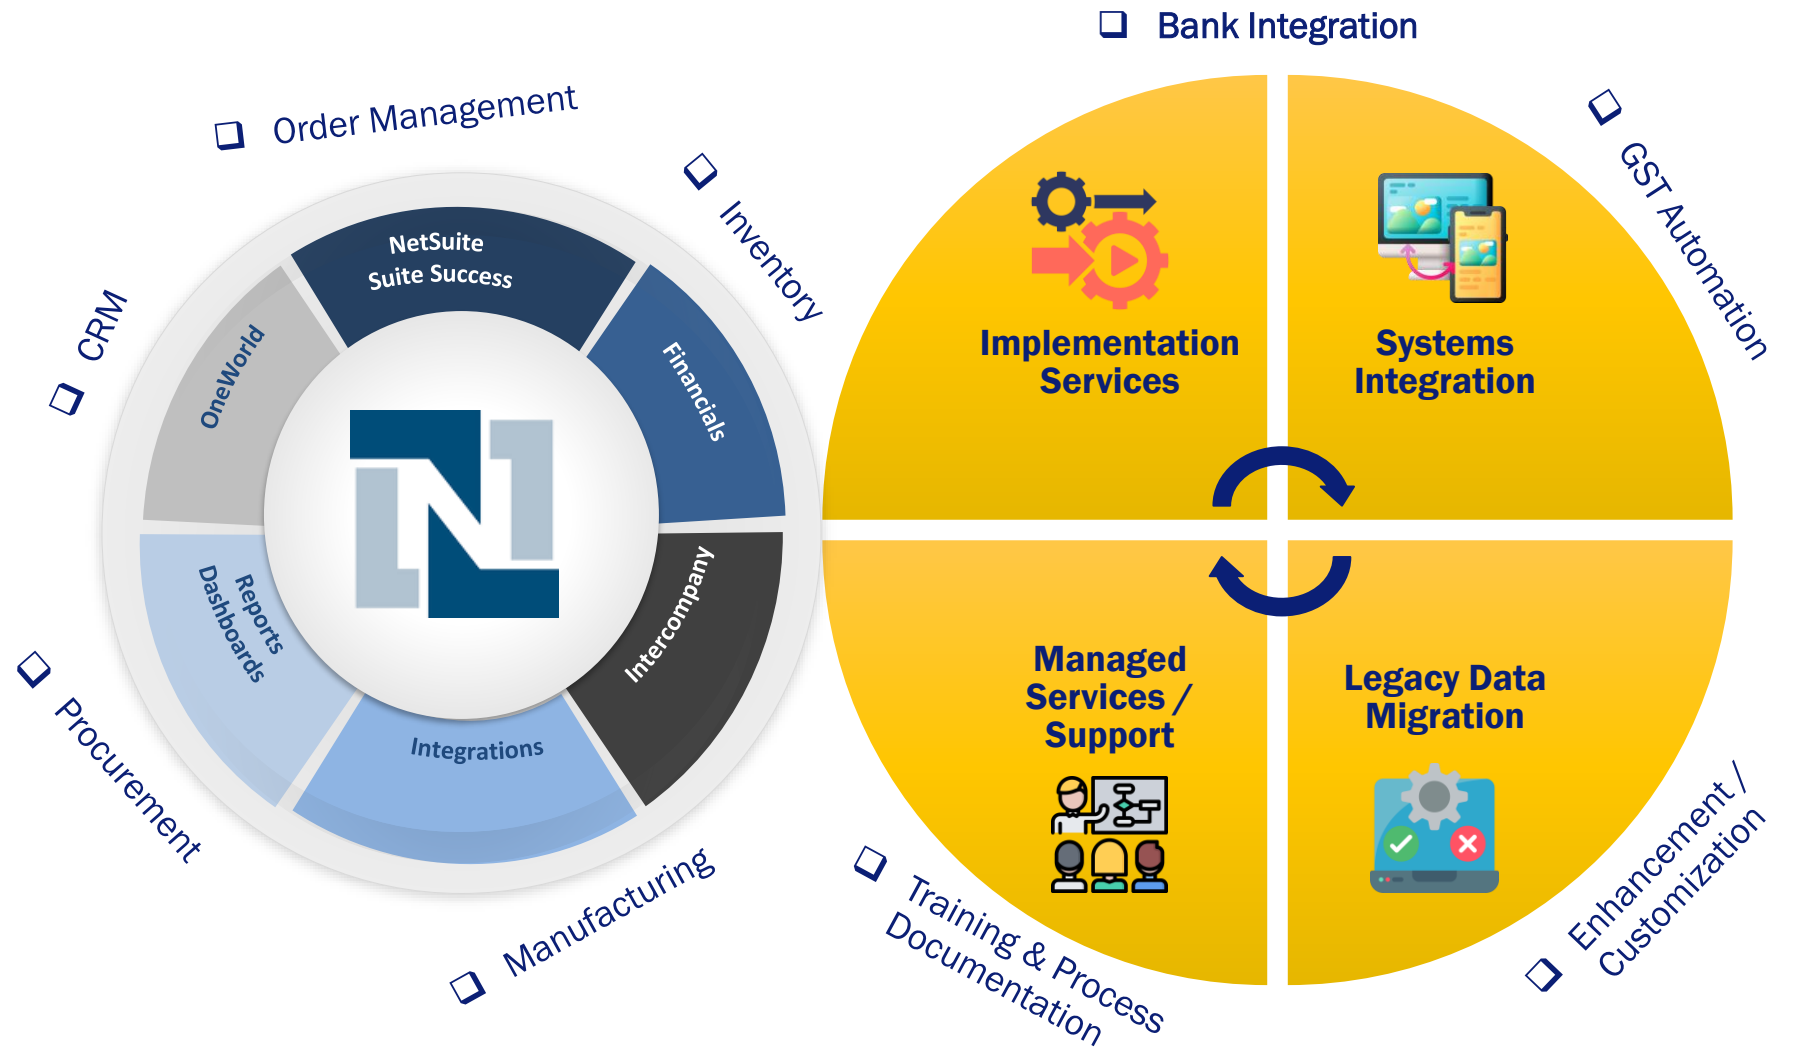 Bank Integration
Order Management
Inventory
GST Automation
CRM
NetSuite
Suite Success
OneWorld
Financials
Implementation
Services
Systems
Integration
Reports
Dashboards
Intercompany
Integrations
Managed
Services /
Support
Legacy Data
Migration
Procurement
Manufacturing
Training & Process
Documentation
Enhancement /
Customization
N